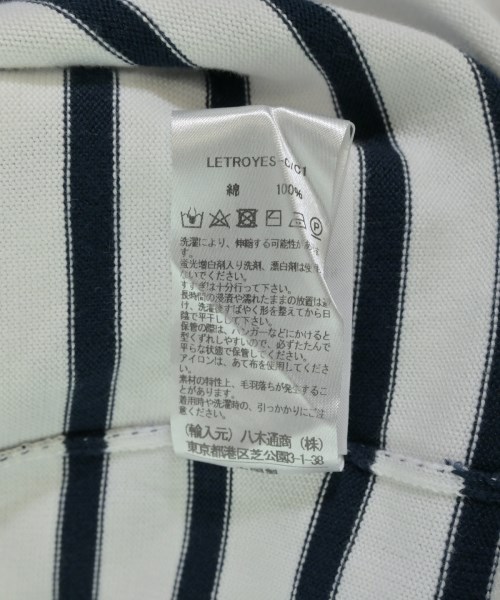 LETROYES -C/C1
綿 100%
P
洗濯により、伸縮する可能性があ
す。
蛍光増白剤入り洗剤、漂白剤は使
ないでください。
すすぎは十分行って下さい。
長時間の浸漬や濡れたままの放置は
け、洗濯後すばやく形を整えてから日
陰で平干しして下さい。
保管の際は、ハンガーなどにかけると
型くずれしやすいので、必ずたたんで
平らな状態で保管してください。
アイロンは、あて布を使用してくださ
い。
素材の特性上、毛羽落ちが発生するこ
とがあります。
着用時や洗濯時の、引っかかりにご注
意ください。
(輸入元) 八木通商 (株)
東京都港区芝公園3-1-38